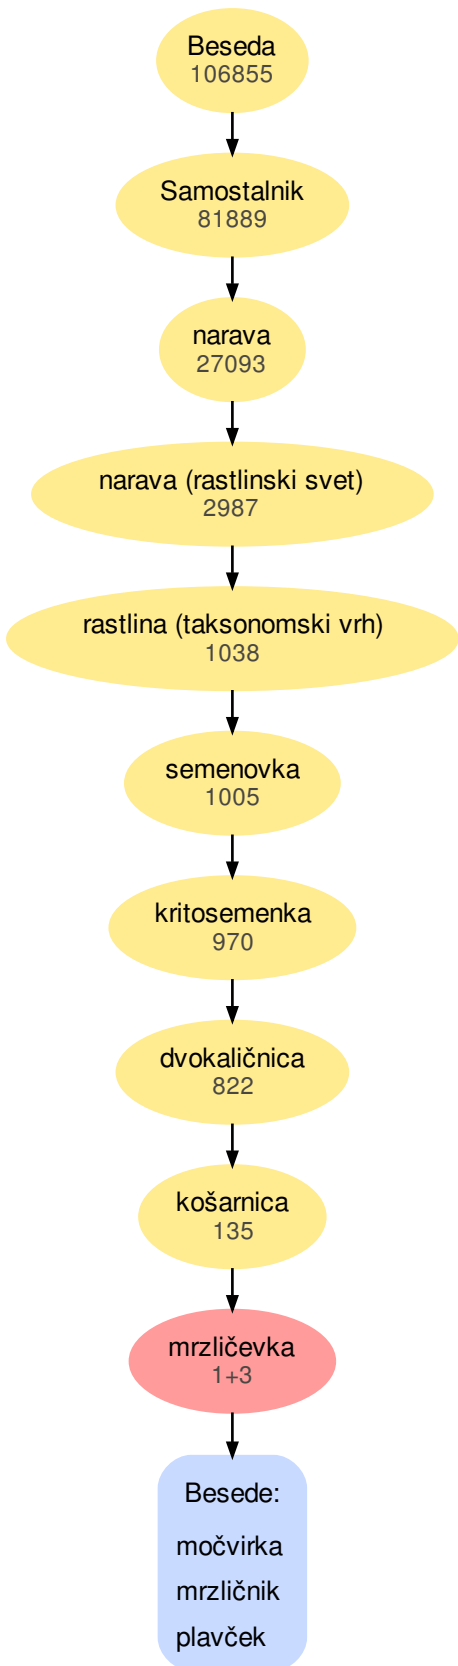 Beseda
106855
Samostalnik
81889
narava
27093
narava (rastlinski svet)
2987
rastlina (taksonomski vrh)
1038
semenovka
1005
kritosemenka
970
dvokaličnica
822
košarnica
135
mrzličevka
1+3
Besede:
močvirka
mrzličnik
plavček